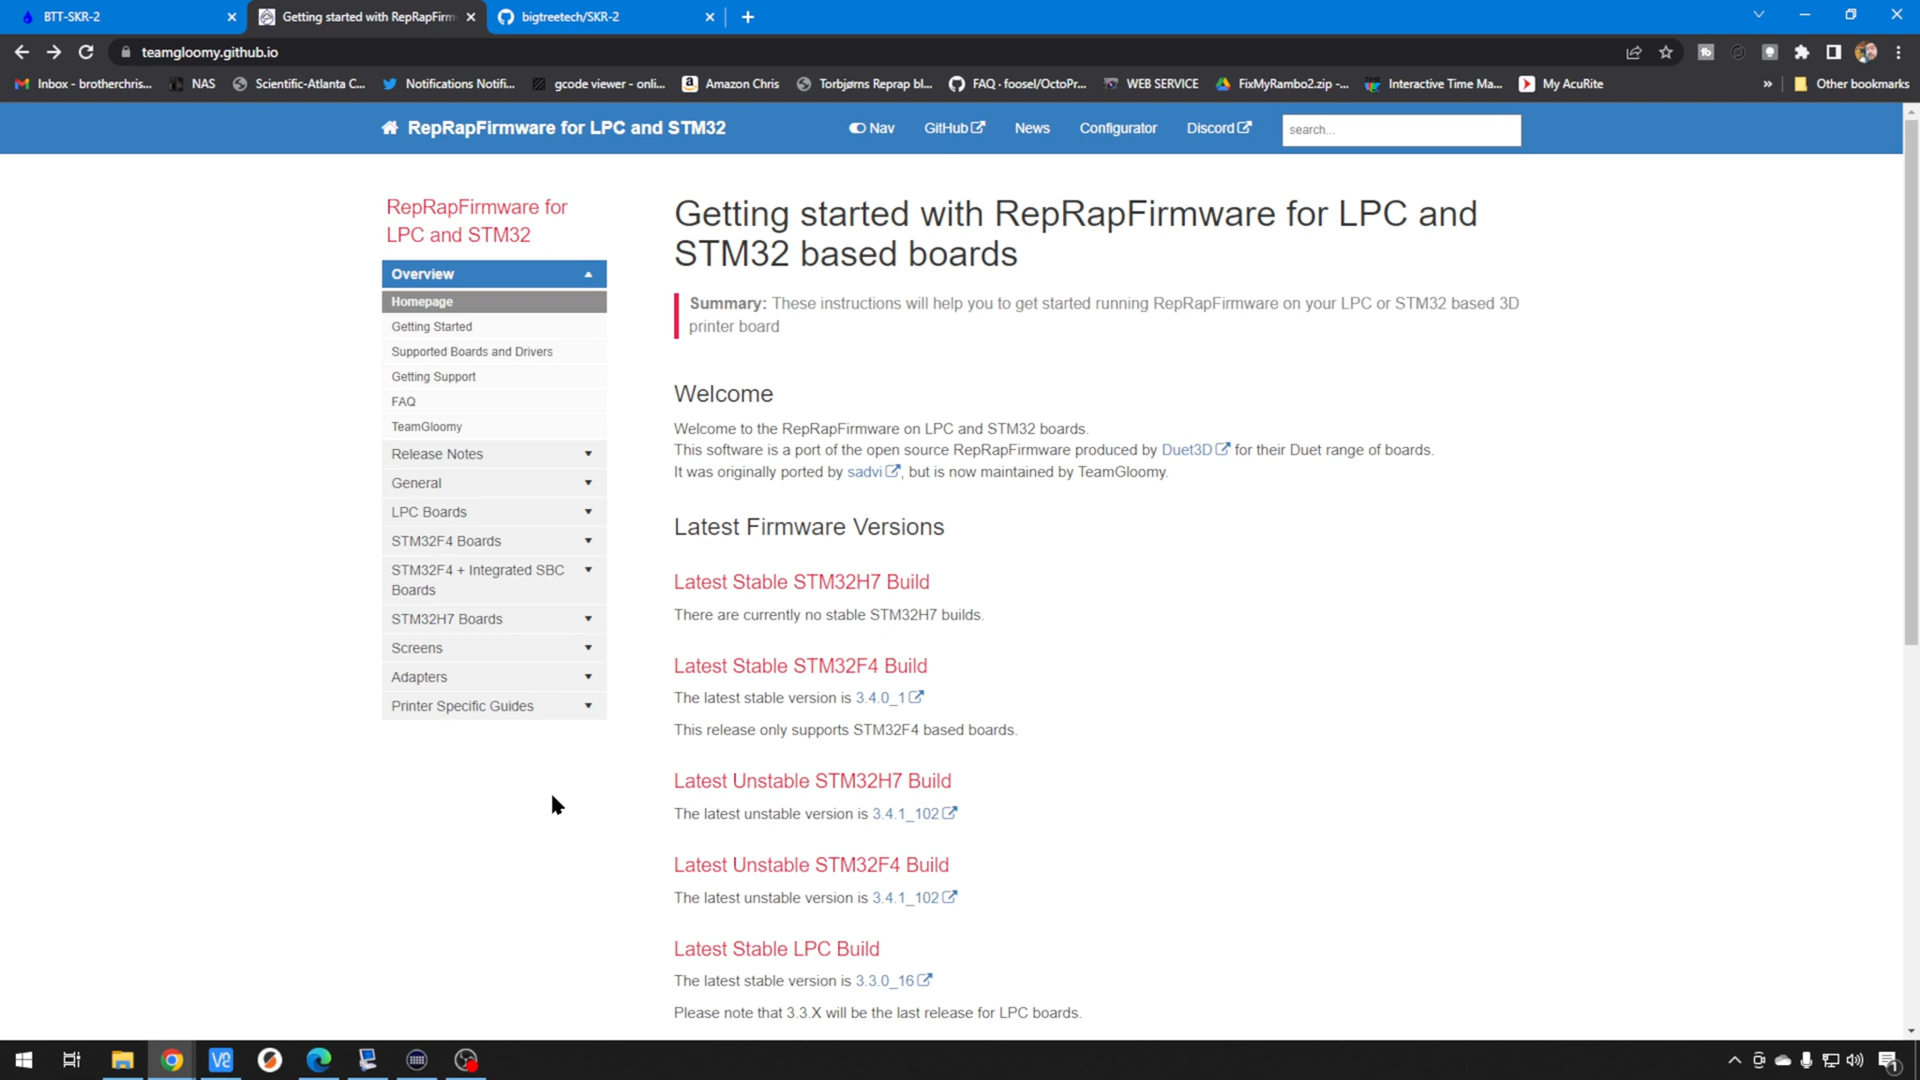 BTT-SKR-2
Getting started with RepRapFirm
bigtreetech/SKR-2
teamgloomy.github.io
Inbox - brotherchris...
NAS
Scientific-Atlanta C...
Notifications Notifi...
gcode viewer - onli...
Amazon Chris
Torbjørns Reprap bl...
FAQ · foosel/OctoPr...
WEB SERVICE
FixMyRambo2.zip -...
Interactive Time Ma...
My AcuRite
»
Other bookmarks
RepRapFirmware for LPC and STM32
Nav
GitHub
News
Configurator
Discord
search...
RepRapFirmware for
LPC and STM32
Overview
Homepage
Getting Started
Supported Boards and Drivers
Getting Support
FAQ
TeamGloomy
Release Notes
General
LPC Boards
STM32F4 Boards
STM32F4 + Integrated SBC
Boards
STM32H7 Boards
Screens
Adapters
Printer Specific Guides
Getting started with RepRapFirmware for LPC and
STM32 based boards
Summary: These instructions will help you to get started running RepRapFirmware on your LPC or STM32 based 3D
printer board
Welcome
Welcome to the RepRapFirmware on LPC and STM32 boards.
This software is a port of the open source RepRapFirmware produced by Duet3D for their Duet range of boards.
It was originally ported by sadvi, but is now maintained by TeamGloomy.
Latest Firmware Versions
Latest Stable STM32H7 Build
There are currently no stable STM32H7 builds.
Latest Stable STM32F4 Build
The latest stable version is 3.4.0_1
This release only supports STM32F4 based boards.
Latest Unstable STM32H7 Build
The latest unstable version is 3.4.1_102
Latest Unstable STM32F4 Build
The latest unstable version is 3.4.1_102
Latest Stable LPC Build
The latest stable version is 3.3.0_16
Please note that 3.3.X will be the last release for LPC boards.
1